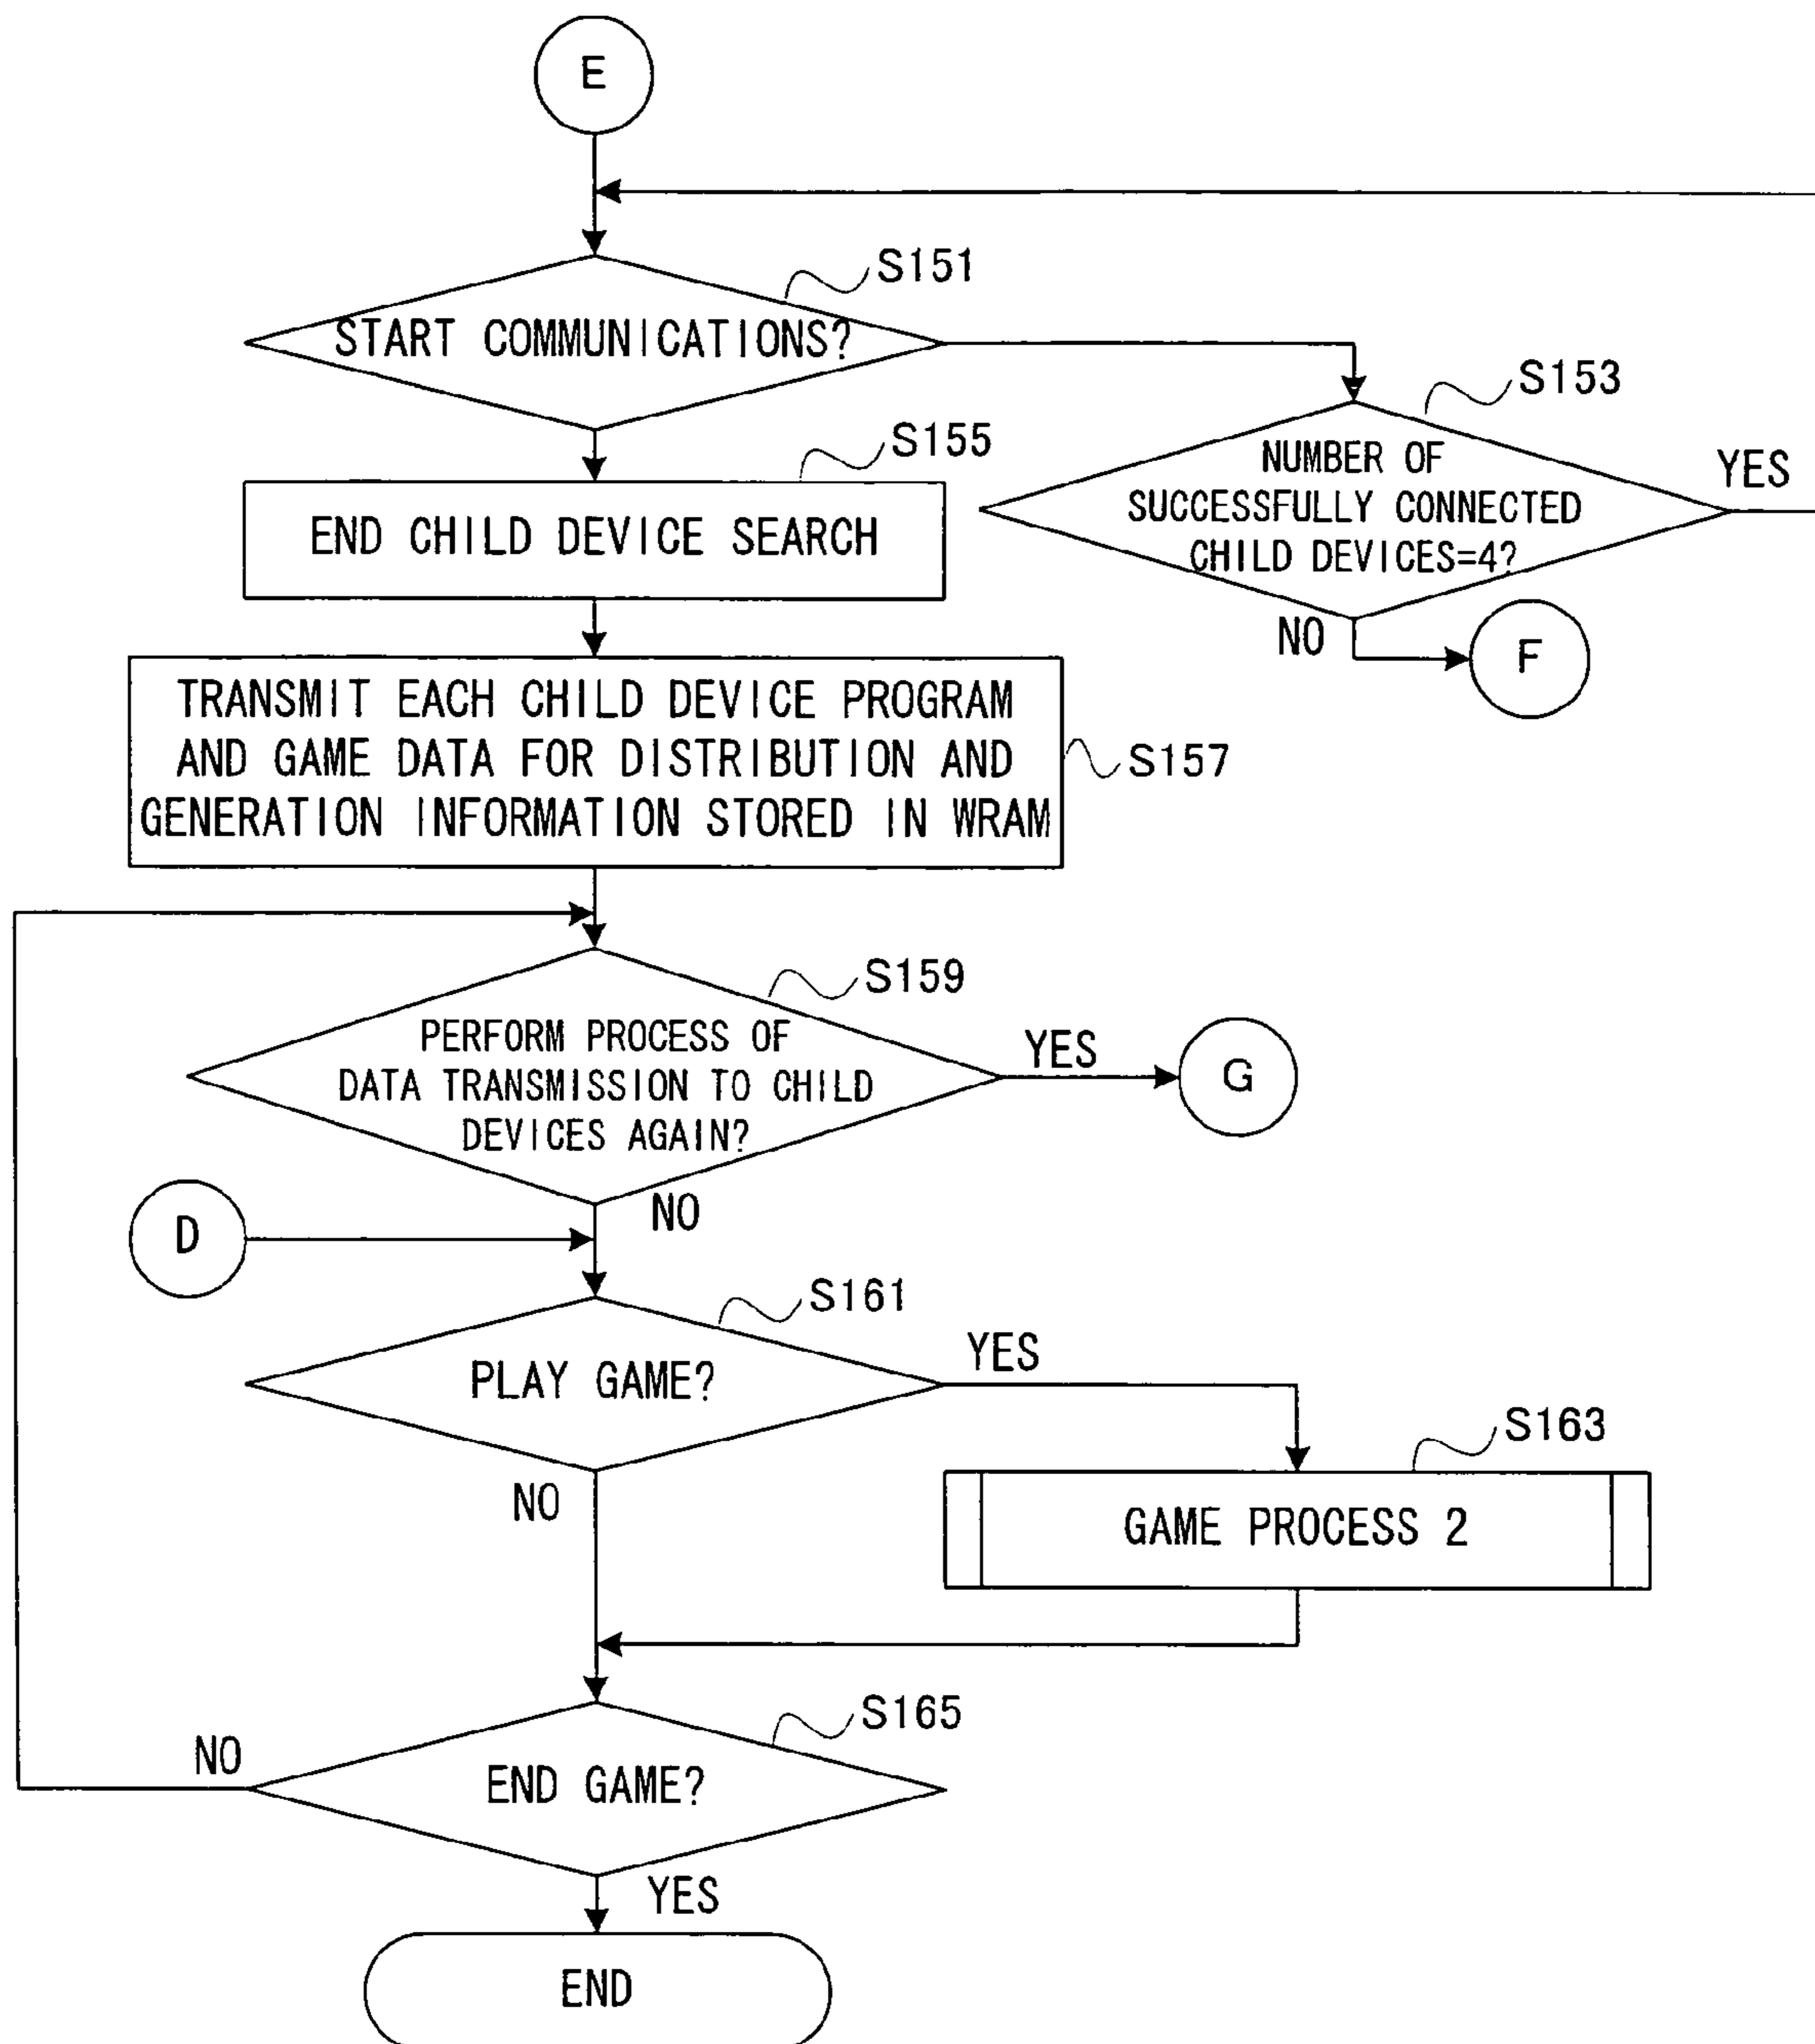 E
S151
START COMMUNICATIONS?
S153
NUMBER OF
SUCCESSFULLY CONNECTED
CHILD DEVICES=4?
YES
NO
F
S155
END CHILD DEVICE SEARCH
TRANSMIT EACH CHILD DEVICE PROGRAM
AND GAME DATA FOR DISTRIBUTION AND
GENERATION INFORMATION STORED IN WRAM
S157
S159
PERFORM PROCESS OF
DATA TRANSMISSION TO CHILD
DEVICES AGAIN?
YES
G
NO
D
S161
PLAY GAME?
YES
NO
S163
GAME PROCESS 2
S165
END GAME?
NO
YES
END